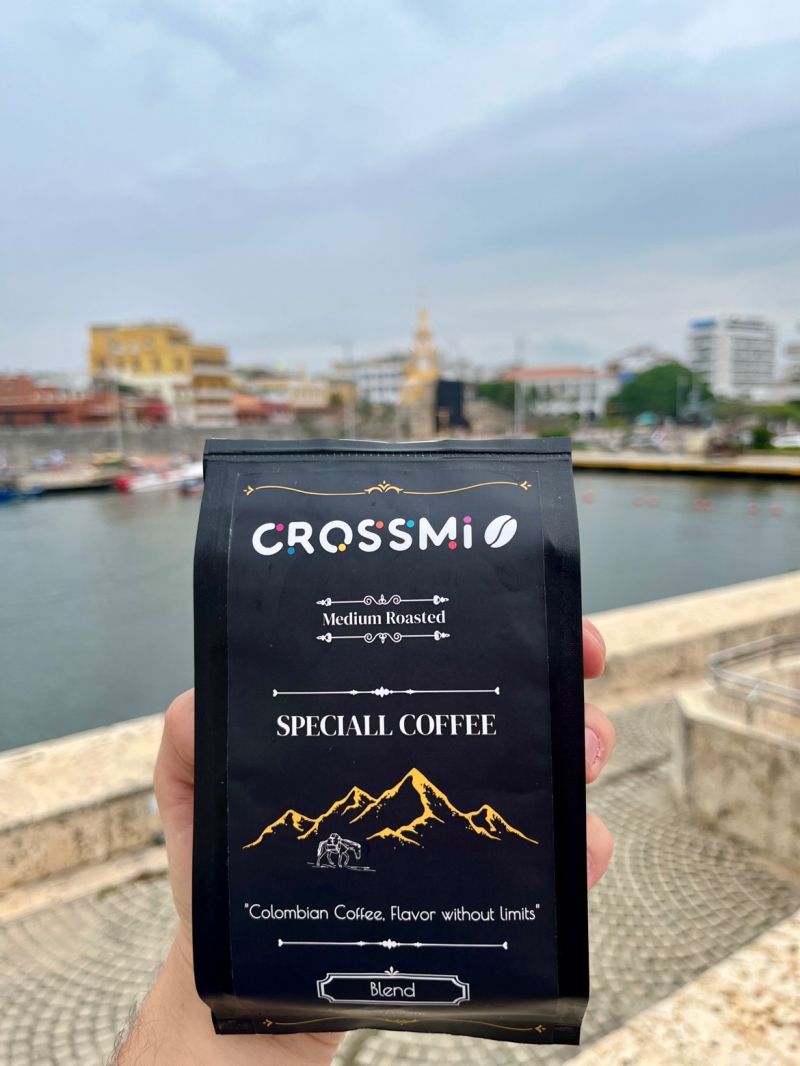 CROSSMi
Medium Roasted
SPECIALL COFFEE
"Colombian Coffee, Flavor without limits"
Blend